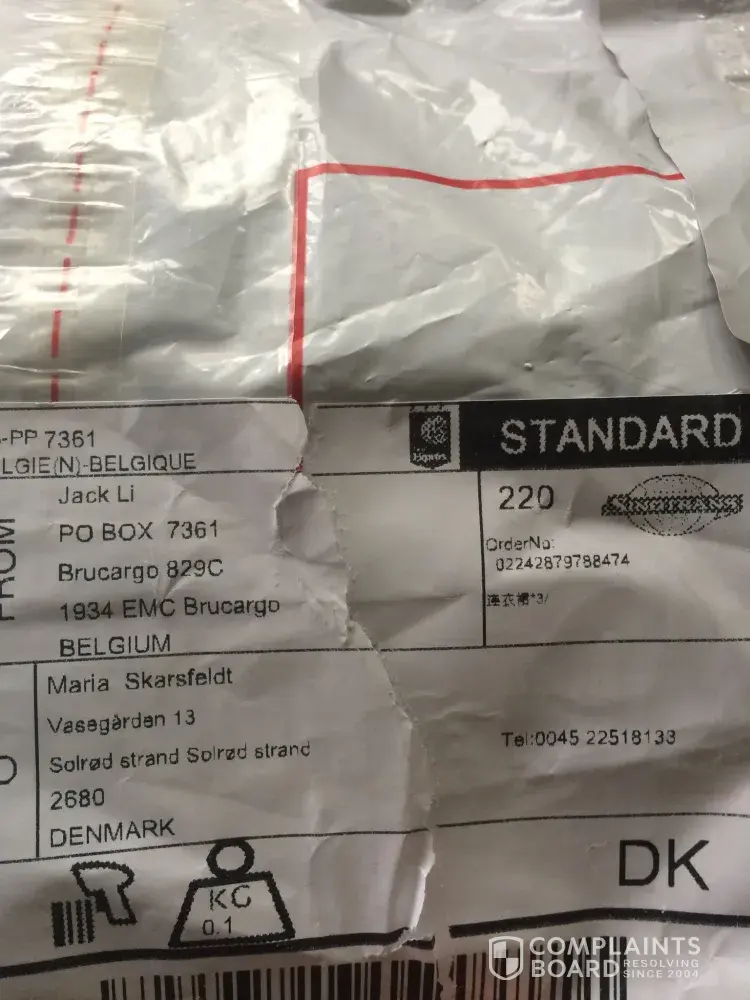 -PP 7361
LGIE(N)-BELGIQUE
FROM
Jack Li
PO BOX 7361
Brucargo 829C
1934 EMC Brucargo
BELGIUM
bpost
STANDARD
220
OrderNo:
02242879788474
连衣裙*3/
O
Maria Skarsfeldt
Vasegården 13
Solrød strand Solrød strand
2680
DENMARK
Tel:0045 22518133
KG
0.1
DK
COMPLAINTS
BOARD RESOLVING
SINCE 2004